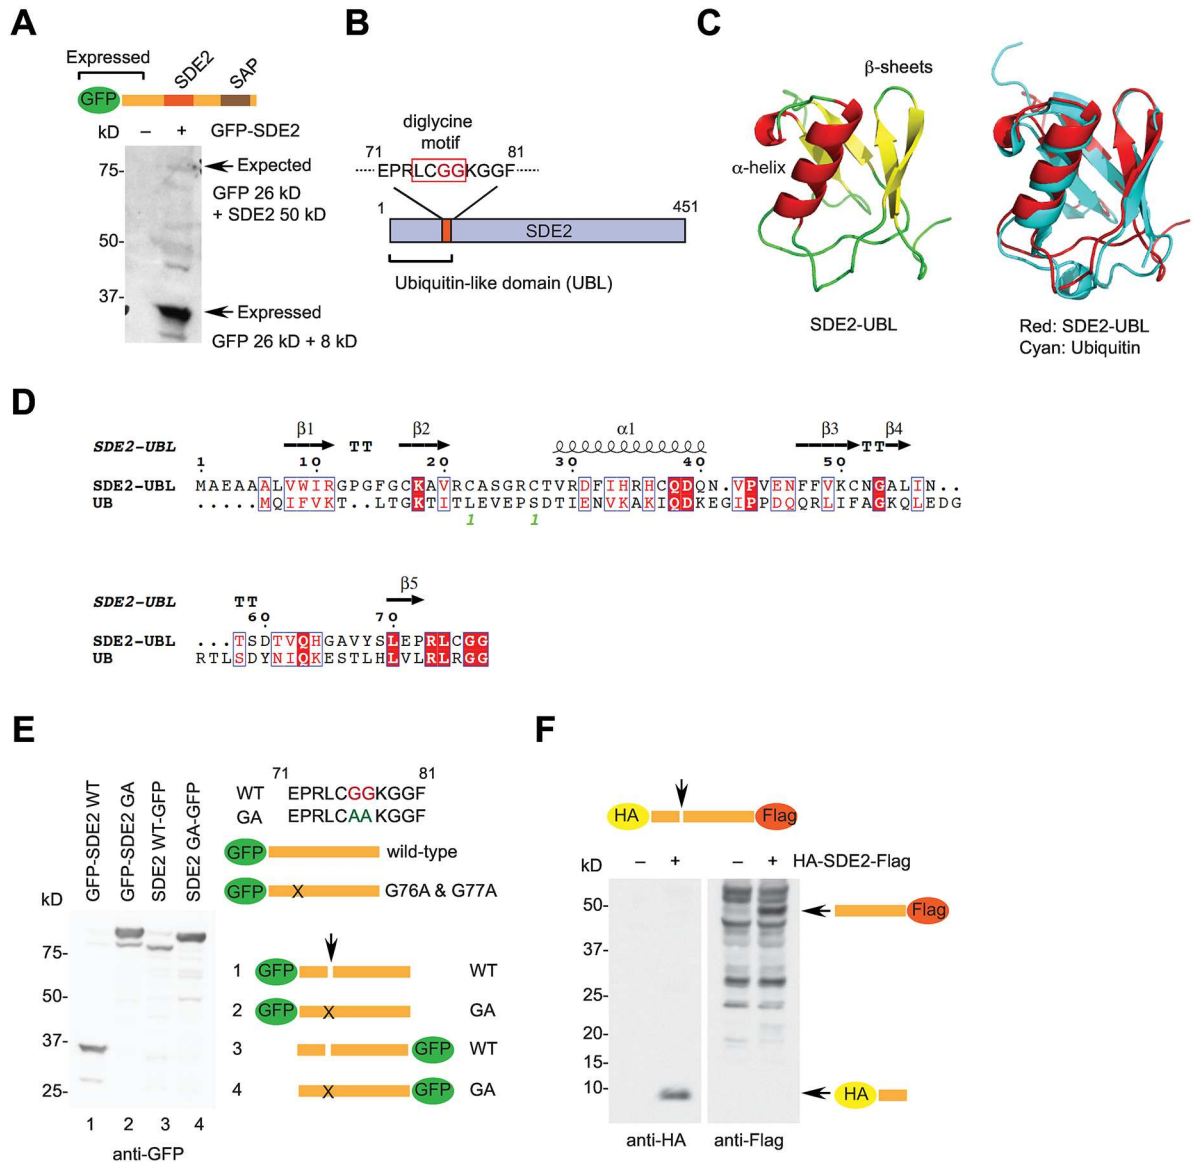 A
Expressed
GFP
SDE2
SAP
kD
–
+
GFP-SDE2
75-
Expected
GFP 26 kD
+ SDE2 50 kD
50-
37-
Expressed
GFP 26 kD + 8 kD
B
diglycine
motif
71
81
EPRLCGGKGGF
1
451
SDE2
Ubiquitin-like domain (UBL)
C
β-sheets
α-helix
SDE2-UBL
Red: SDE2-UBL
Cyan: Ubiquitin
D
SDE2-UBL
β1
TT
β2
α1
β3
TT
β4
1
10
20
30
40
50
SDE2-UBL MAEAAALVWIRGPGFGCKAVRCASGRCTVRDFIHRHCQDQN.VPVENFFVKCNGALIN..
UB .....MQIFVKT..LTGKTITLEVEPSDTIENVKAKIQDKEGIPPDQQRLIFAGKQLEDG
1
1
SDE2-UBL
TT
β5
60
70
SDE2-UBL ...TSDTVQHGAVYSLEPRLCGG
UB RTLSDYNIQKESTLHLVLRLRGG
E
GFP-SDE2 WT
GFP-SDE2 GA
SDE2 WT-GFP
SDE2 GA-GFP
kD
75-
50-
37-
25-
1 2 3 4
anti-GFP
71
81
WT EPRLCGGKGGF
GA EPRLCAAKGGF
GFP
wild-type
GFP
X
G76A & G77A
1
GFP
WT
2
GFP
X
GA
3
GFP
WT
4
X
GFP
GA
F
HA
Flag
kD
–
+
–
+
HA-SDE2-Flag
50-
37-
25-
20-
15-
10-
Flag
HA
anti-HA
anti-Flag